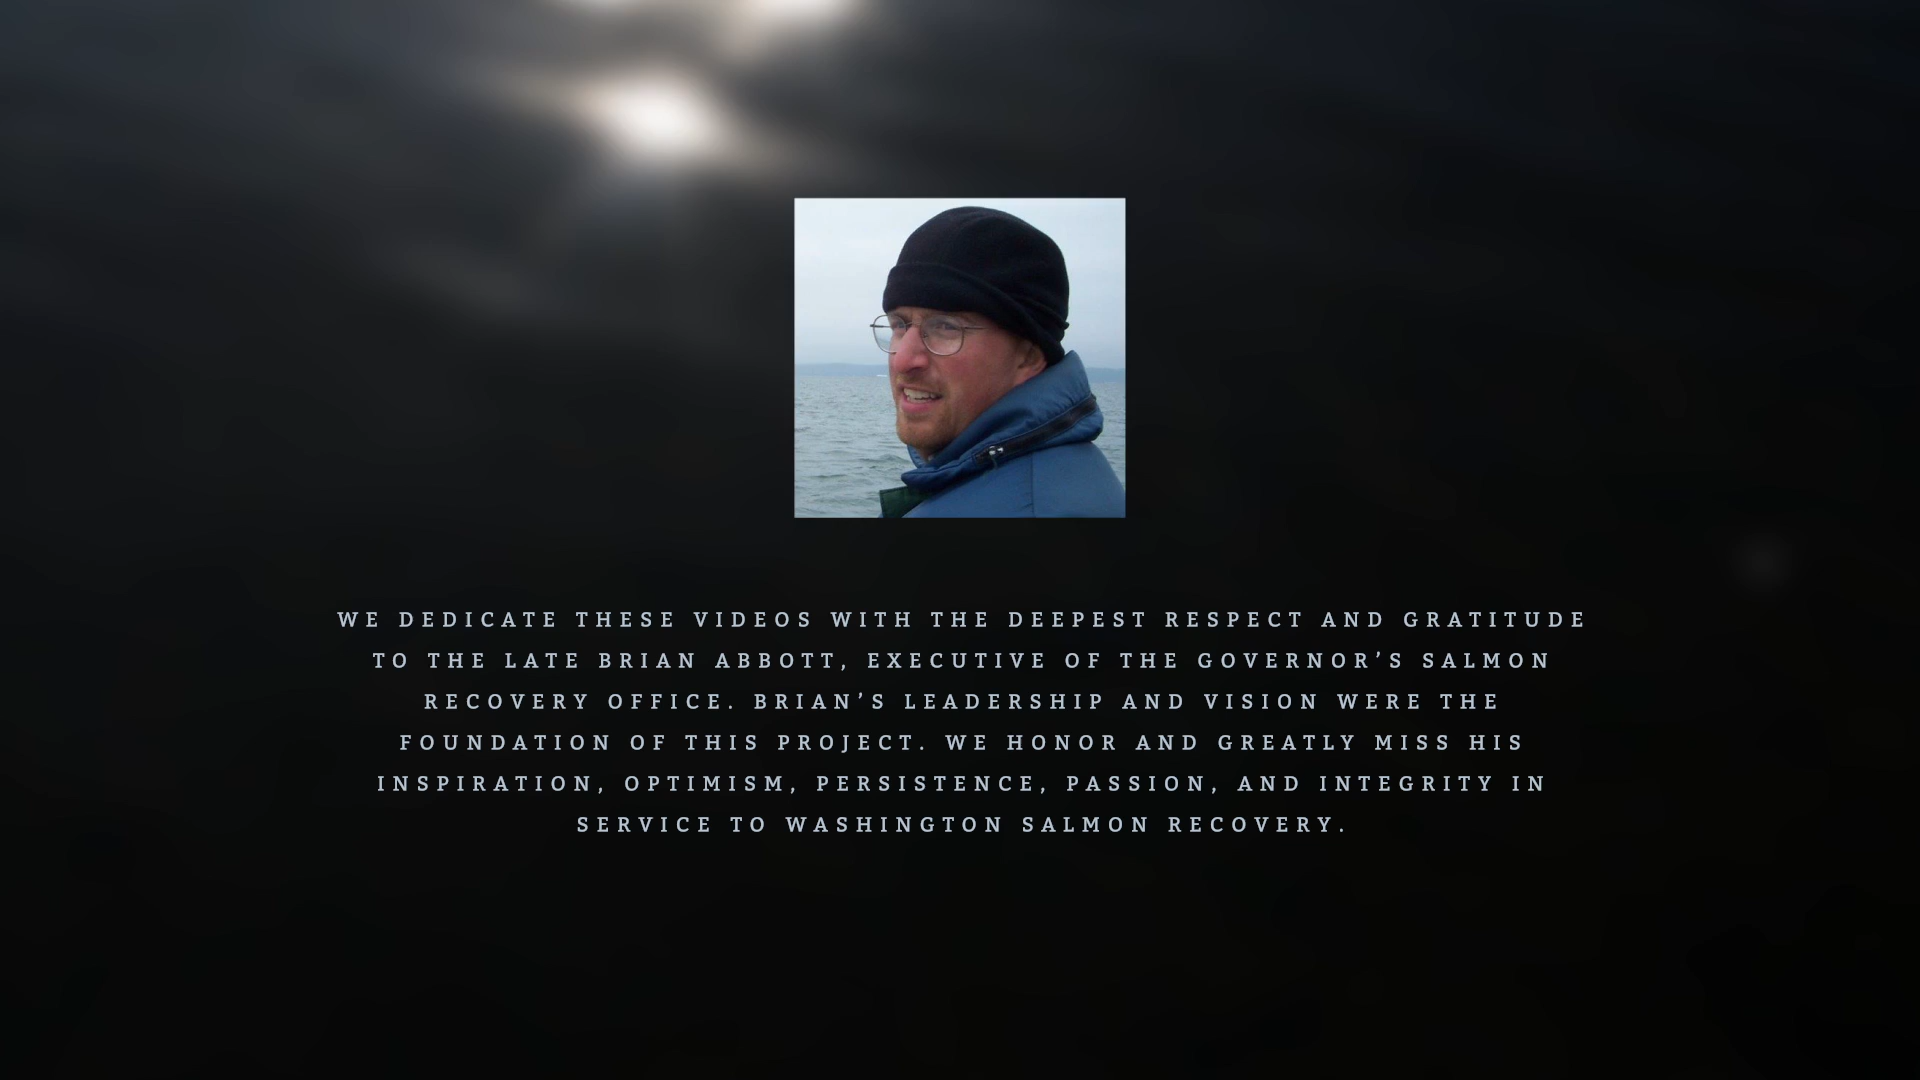 WE DEDICATE THESE VIDEOS WITH THE DEEPEST RESPECT AND GRATITUDE
TO THE LATE BRIAN ABBOTT, EXECUTIVE OF THE GOVERNOR’S SALMON
RECOVERY OFFICE. BRIAN’S LEADERSHIP AND VISION WERE THE
FOUNDATION OF THIS PROJECT. WE HONOR AND GREATLY MISS HIS
INSPIRATION, OPTIMISM, PERSISTENCE, PASSION, AND INTEGRITY IN
SERVICE TO WASHINGTON SALMON RECOVERY.